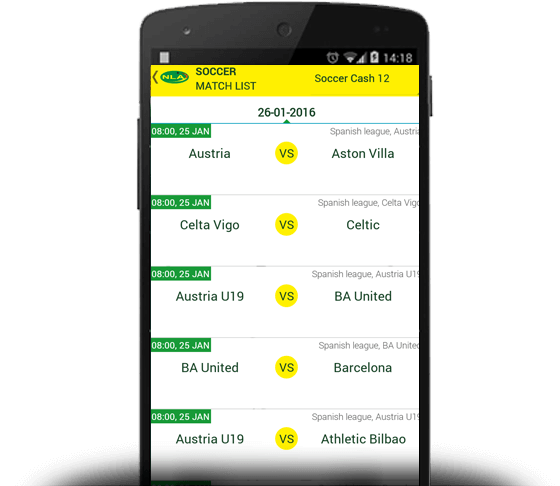 14:18
NLA
SOCCER
MATCH LIST
Soccer Cash 12
26-01-2016
08:00, 25 JAN
Spanish league, Austria
Austria VS Aston Villa
08:00, 25 JAN
Spanish league, Celta Vigo
Celta Vigo VS Celtic
08:00, 25 JAN
Spanish league, Austria U19
Austria U19 VS BA United
08:00, 25 JAN
Spanish league, BA United
BA United VS Barcelona
08:00, 25 JAN
Spanish league, Austria U19
Austria U19 VS Athletic Bilbao